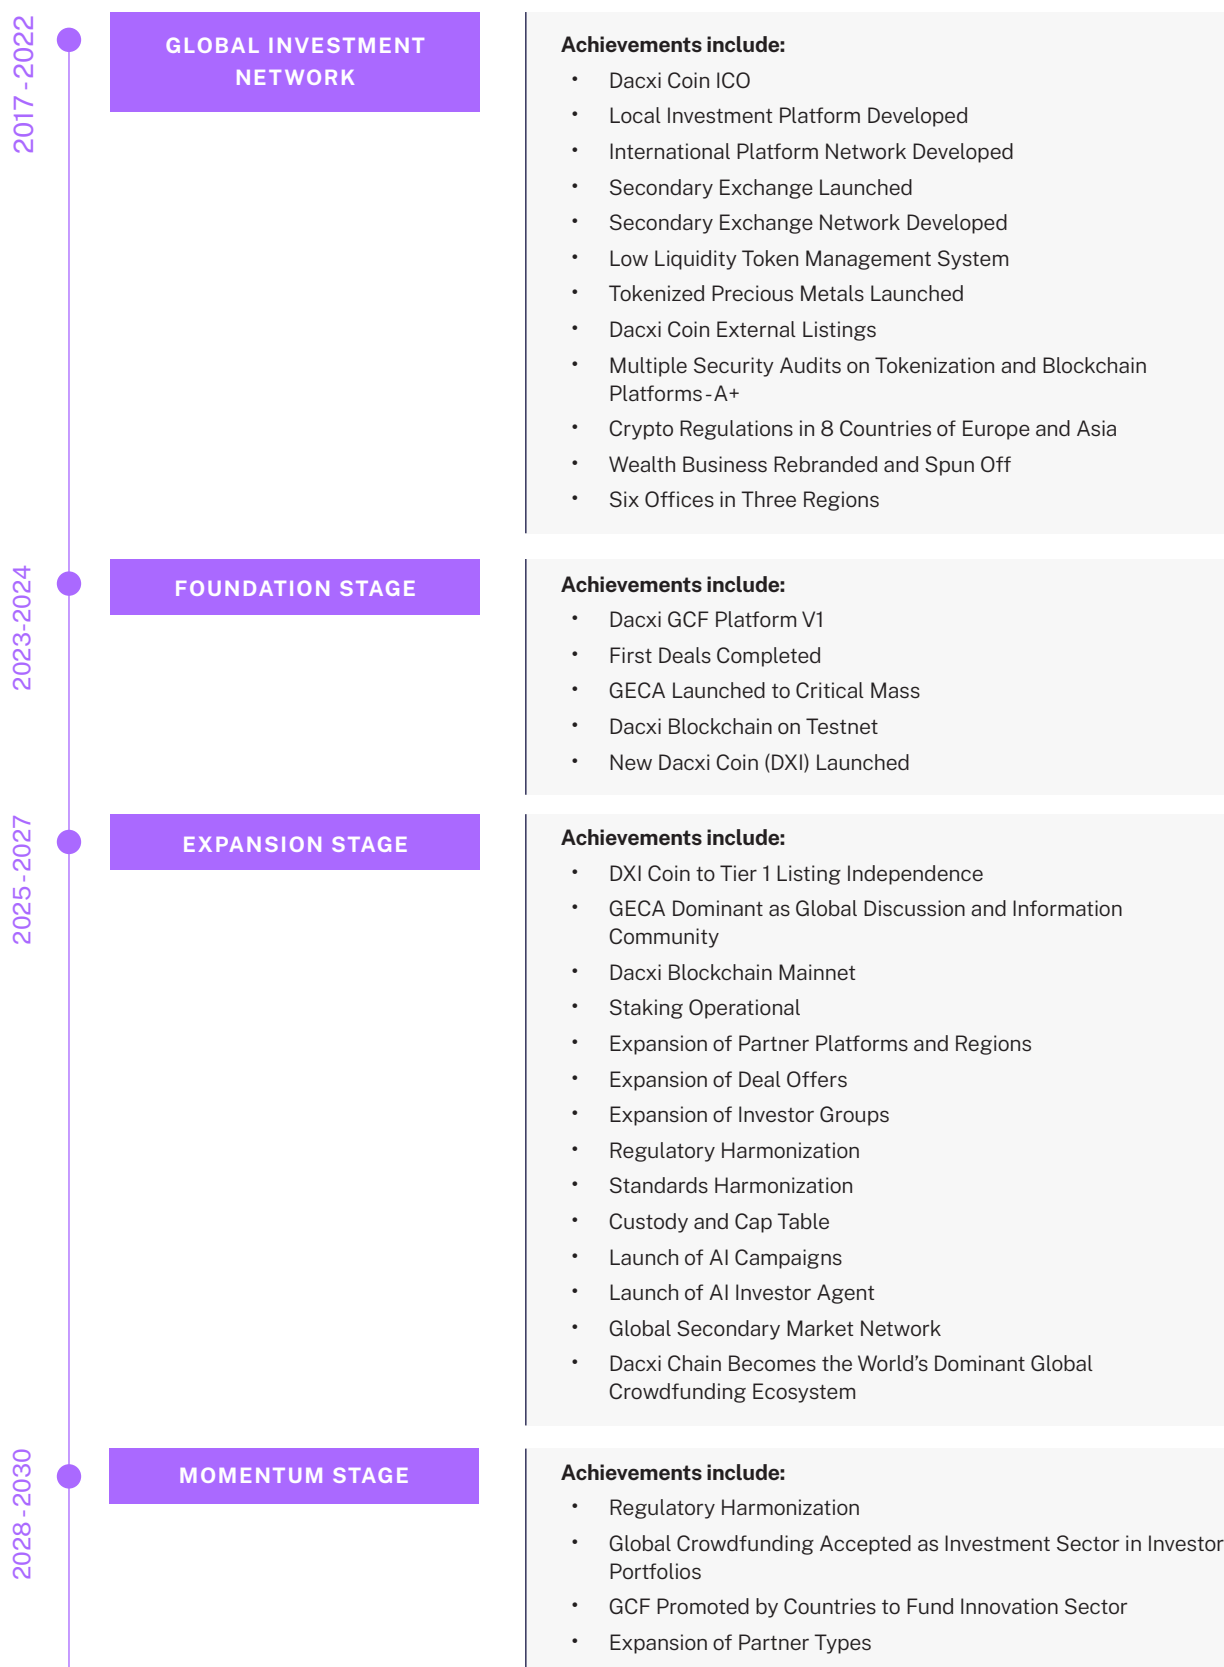 2017-2022
GLOBAL INVESTMENT
NETWORK
Achievements include:
• Dacxi Coin ICO
• Local Investment Platform Developed
• International Platform Network Developed
• Secondary Exchange Launched
• Secondary Exchange Network Developed
• Low Liquidity Token Management System
• Tokenized Precious Metals Launched
• Dacxi Coin External Listings
• Multiple Security Audits on Tokenization and Blockchain
Platforms - A+
• Crypto Regulations in 8 Countries of Europe and Asia
• Wealth Business Rebranded and Spun Off
• Six Offices in Three Regions
2023-2024
FOUNDATION STAGE
Achievements include:
• Dacxi GCF Platform V1
• First Deals Completed
• GECA Launched to Critical Mass
• Dacxi Blockchain on Testnet
• New Dacxi Coin (DXI) Launched
2025-2027
EXPANSION STAGE
Achievements include:
• DXI Coin to Tier 1 Listing Independence
• GECA Dominant as Global Discussion and Information
Community
• Dacxi Blockchain Mainnet
• Staking Operational
• Expansion of Partner Platforms and Regions
• Expansion of Deal Offers
• Expansion of Investor Groups
• Regulatory Harmonization
• Standards Harmonization
• Custody and Cap Table
• Launch of AI Campaigns
• Launch of AI Investor Agent
• Global Secondary Market Network
• Dacxi Chain Becomes the World’s Dominant Global
Crowdfunding Ecosystem
2028-2030
MOMENTUM STAGE
Achievements include:
• Regulatory Harmonization
• Global Crowdfunding Accepted as Investment Sector in Investor
Portfolios
• GCF Promoted by Countries to Fund Innovation Sector
• Expansion of Partner Types